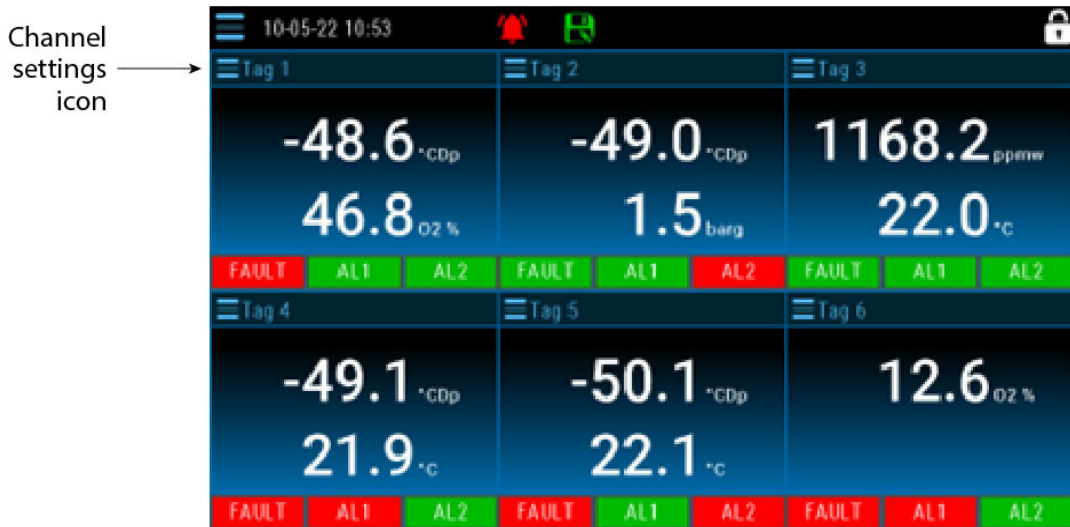 Channel
settings
icon
10-05-22 10:53
Tag 1 Tag 2 Tag 3
-48.6 °CDp -49.0 °CDp 1168.2 ppmw
46.8 O2 % 1.5 barg 22.0 °C
FAULT AL1 AL2 FAULT AL1 AL2 FAULT AL1 AL2
Tag 4 Tag 5 Tag 6
-49.1 °CDp -50.1 °CDp 12.6 O2 %
21.9 °C 22.1 °C
FAULT AL1 AL2 FAULT AL1 AL2 FAULT AL1 AL2